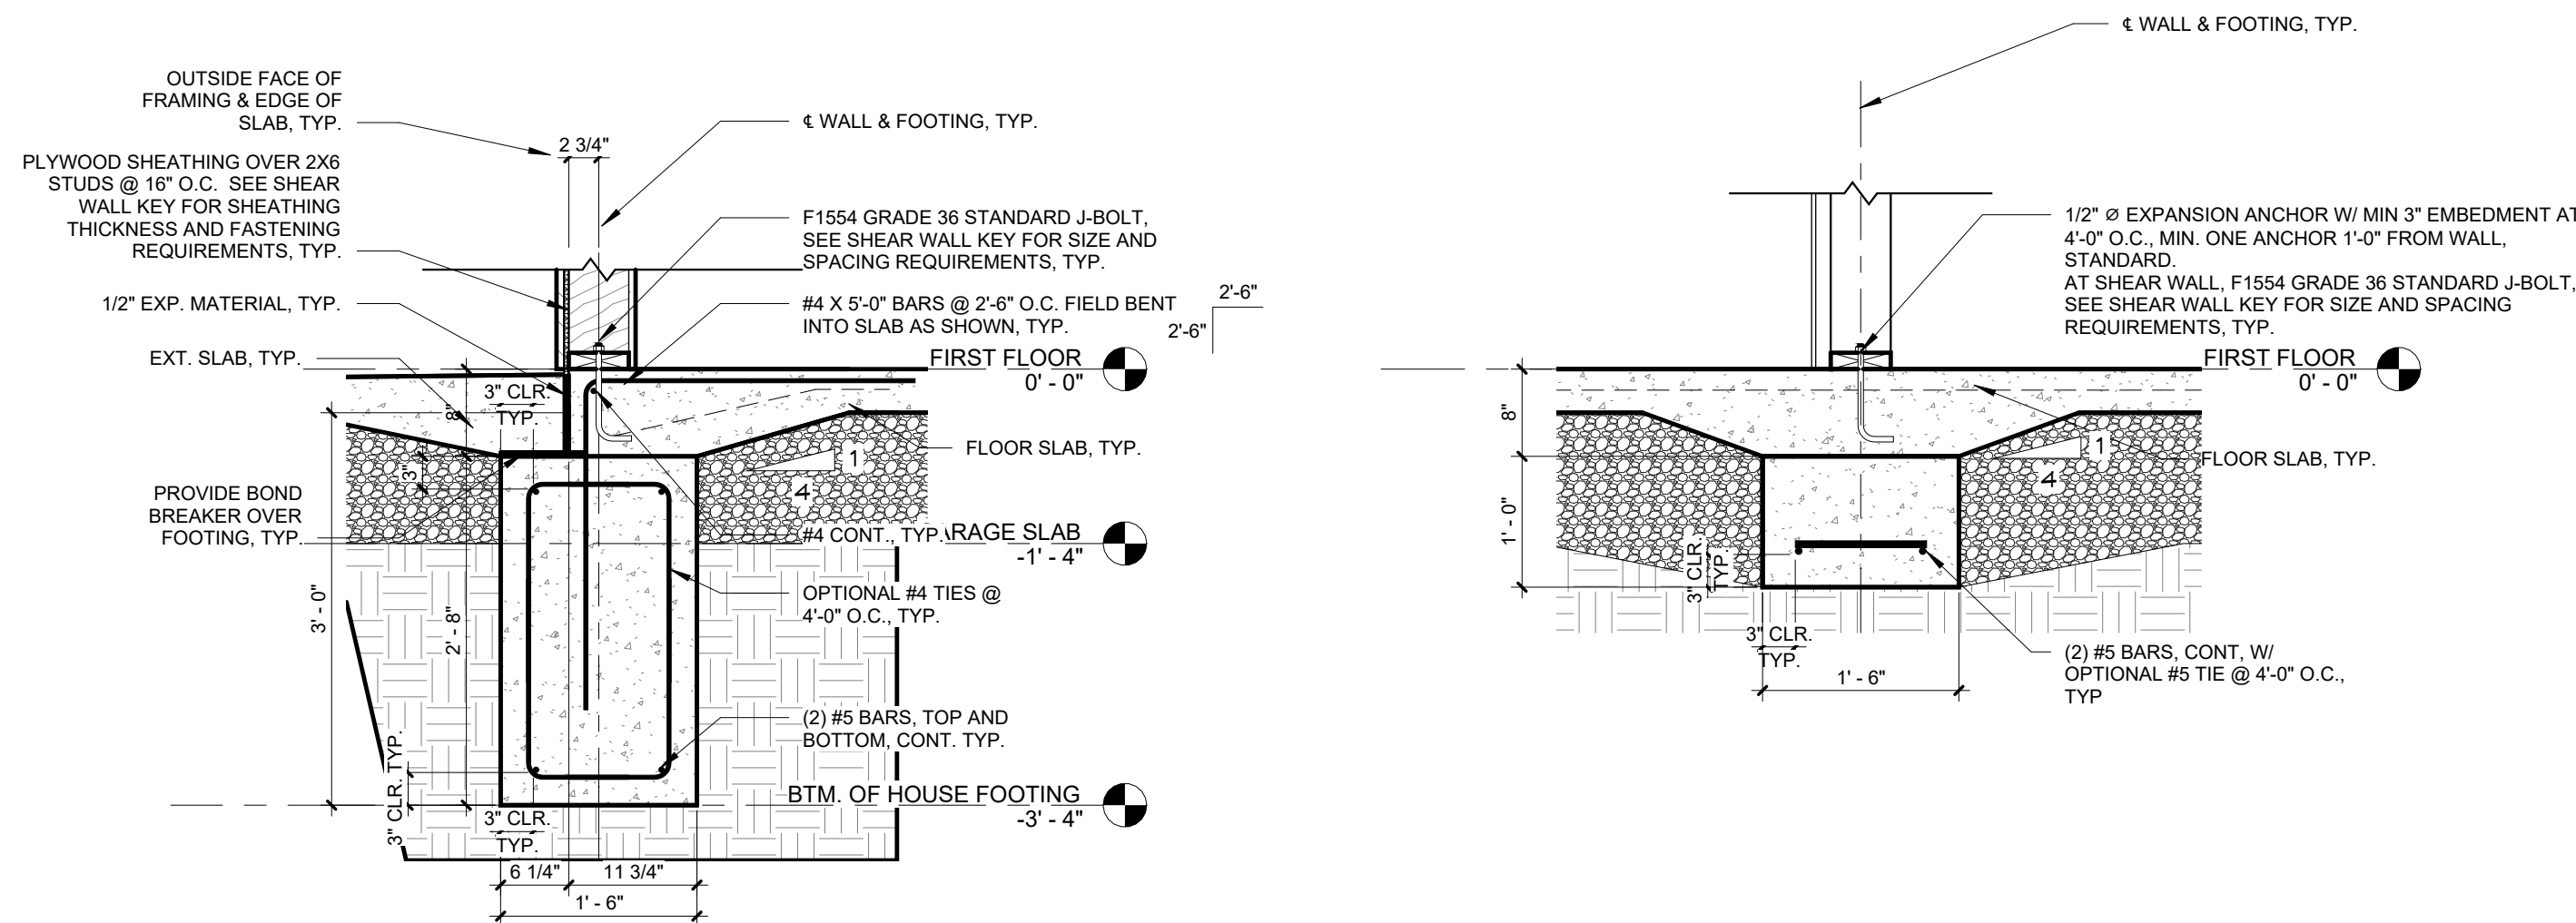 OUTSIDE FACE OF
FRAMING & EDGE OF
SLAB, TYP.
PLYWOOD SHEATHING OVER 2X6
STUDS @ 16" O.C. SEE SHEAR
WALL KEY FOR SHEATHING
THICKNESS AND FASTENING
REQUIREMENTS, TYP.
1/2" EXP. MATERIAL, TYP.
EXT. SLAB, TYP.
PROVIDE BOND
BREAKER OVER
FOOTING, TYP.
2 3/4"
℄ WALL & FOOTING, TYP.
F1554 GRADE 36 STANDARD J-BOLT,
SEE SHEAR WALL KEY FOR SIZE AND
SPACING REQUIREMENTS, TYP.
#4 X 5'-0" BARS @ 2'-6" O.C. FIELD BENT
INTO SLAB AS SHOWN, TYP.
2'-6"
2'-6"
FIRST FLOOR
0' - 0"
3" CLR.
TYP.
8"
3"
FLOOR SLAB, TYP.
1
4
#4 CONT., TYP.
ARAGE SLAB
-1' - 4"
OPTIONAL #4 TIES @
4'-0" O.C., TYP.
3' - 0"
2' - 8"
(2) #5 BARS, TOP AND
BOTTOM, CONT. TYP.
3" CLR. TYP.
BTM. OF HOUSE FOOTING
-3' - 4"
3" CLR.
TYP.
6 1/4"
11 3/4"
1' - 6"
℄ WALL & FOOTING, TYP.
1/2" Ø EXPANSION ANCHOR W/ MIN 3" EMBEDMENT AT
4'-0" O.C., MIN. ONE ANCHOR 1'-0" FROM WALL,
STANDARD.
AT SHEAR WALL, F1554 GRADE 36 STANDARD J-BOLT,
SEE SHEAR WALL KEY FOR SIZE AND SPACING
REQUIREMENTS, TYP.
FIRST FLOOR
0' - 0"
8"
1
4
FLOOR SLAB, TYP.
1' - 0"
3" CLR.
TYP.
3" CLR.
TYP.
1' - 6"
(2) #5 BARS, CONT, W/
OPTIONAL #5 TIE @ 4'-0" O.C.,
TYP